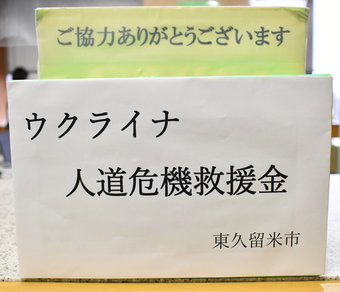 ご協力ありがとうございます
ウクライナ
人道危機救援金
東久留米市